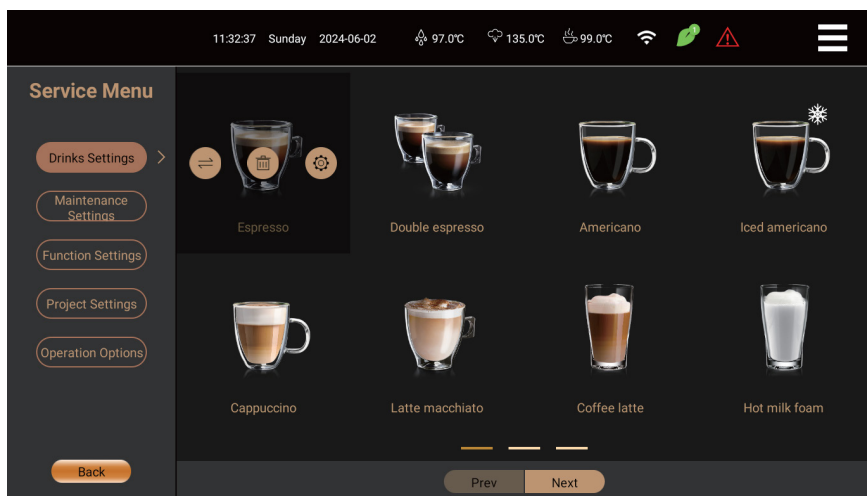 11:32:37 Sunday 2024-06-02 97.0℃ 135.0℃ 99.0℃ 1
Service Menu
Drinks Settings
Maintenance
Settings
Function Settings
Project Settings
Operation Options
Back
Espresso Double espresso Americano Iced americano
Cappuccino Latte macchiato Coffee latte Hot milk foam
Prev Next